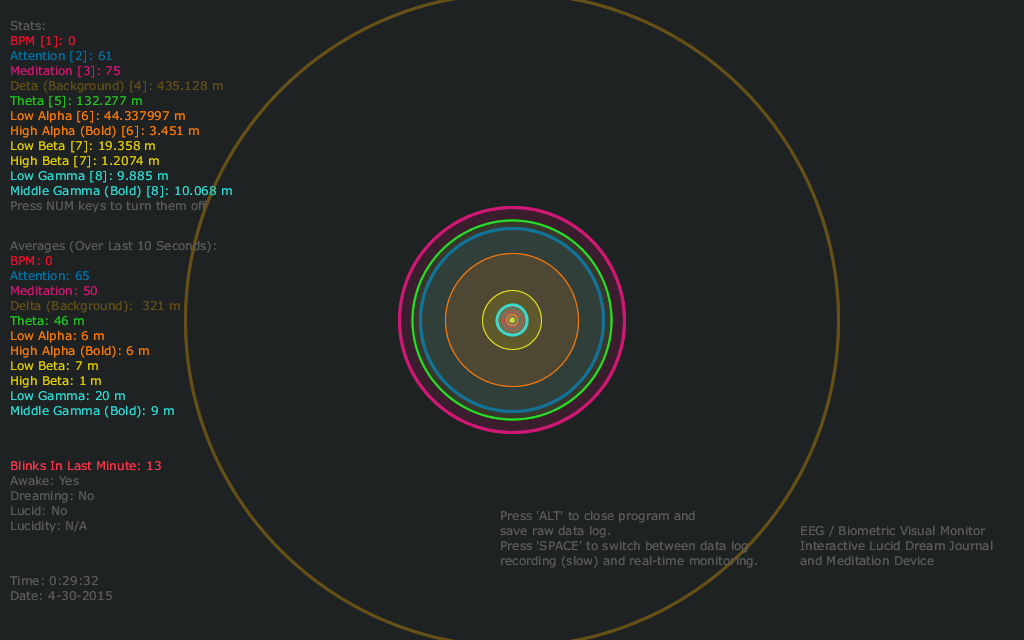 Stats:
BPM [1]: 0
Attention [2]: 61
Meditation [3]: 75
Deta (Background) [4]: 435.128 m
Theta [5]: 132.277 m
Low Alpha [6]: 44.337997 m
High Alpha (Bold) [6]: 3.451 m
Low Beta [7]: 19.358 m
High Beta [7]: 1.2074 m
Low Gamma [8]: 9.885 m
Middle Gamma (Bold) [8]: 10.068 m
Press NUM keys to turn them off
Averages (Over Last 10 Seconds):
BPM: 0
Attention: 65
Meditation: 50
Delta (Background):  321 m
Theta: 46 m
Low Alpha: 6 m
High Alpha (Bold): 6 m
Low Beta: 7 m
High Beta: 1 m
Low Gamma: 20 m
Middle Gamma (Bold): 9 m
Blinks In Last Minute: 13
Awake: Yes
Dreaming: No
Lucid: No
Lucidity: N/A
Time: 0:29:32
Date: 4-30-2015
Press 'ALT' to close program and
save raw data log.
Press 'SPACE' to switch between data log
recording (slow) and real-time monitoring.
EEG / Biometric Visual Monitor
Interactive Lucid Dream Journal
and Meditation Device